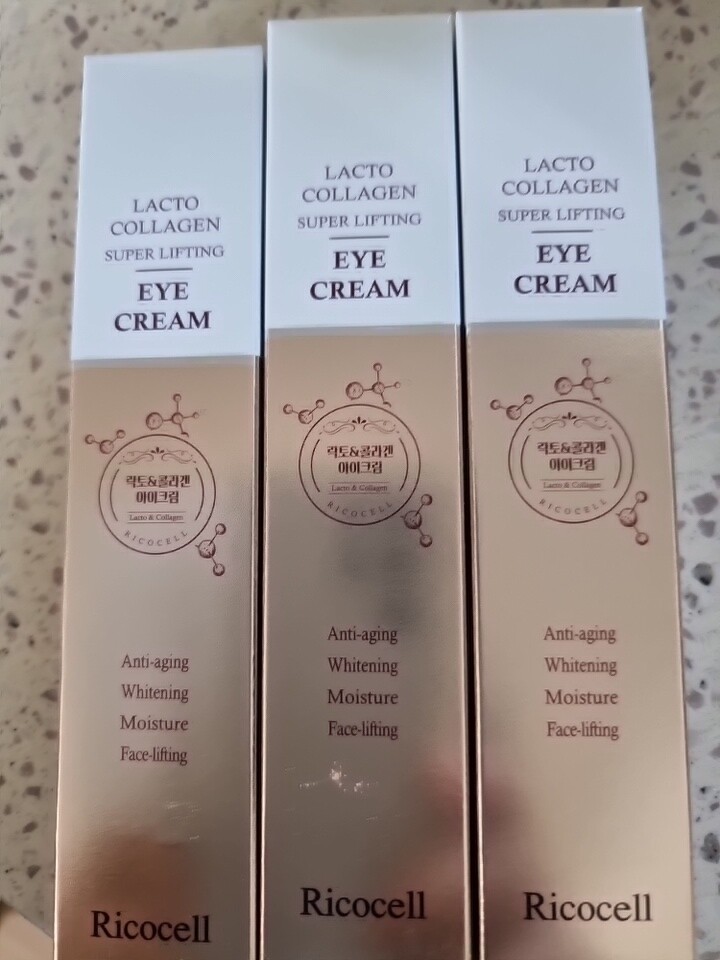 LACTO
COLLAGEN
SUPER LIFTING
EYE
CREAM
락토&콜라겐
아이크림
Lacto & Collagen
RICOCELL
Anti-aging
Whitening
Moisture
Face-lifting
Ricocell
LACTO
COLLAGEN
SUPER LIFTING
EYE
CREAM
락토&콜라겐
아이크림
Lacto & Collagen
RICOCELL
Anti-aging
Whitening
Moisture
Face-lifting
Ricocell
LACTO
COLLAGEN
SUPER LIFTING
EYE
CREAM
락토&콜라겐
아이크림
Lacto & Collagen
RICOCELL
Anti-aging
Whitening
Moisture
Face-lifting
Ricocell